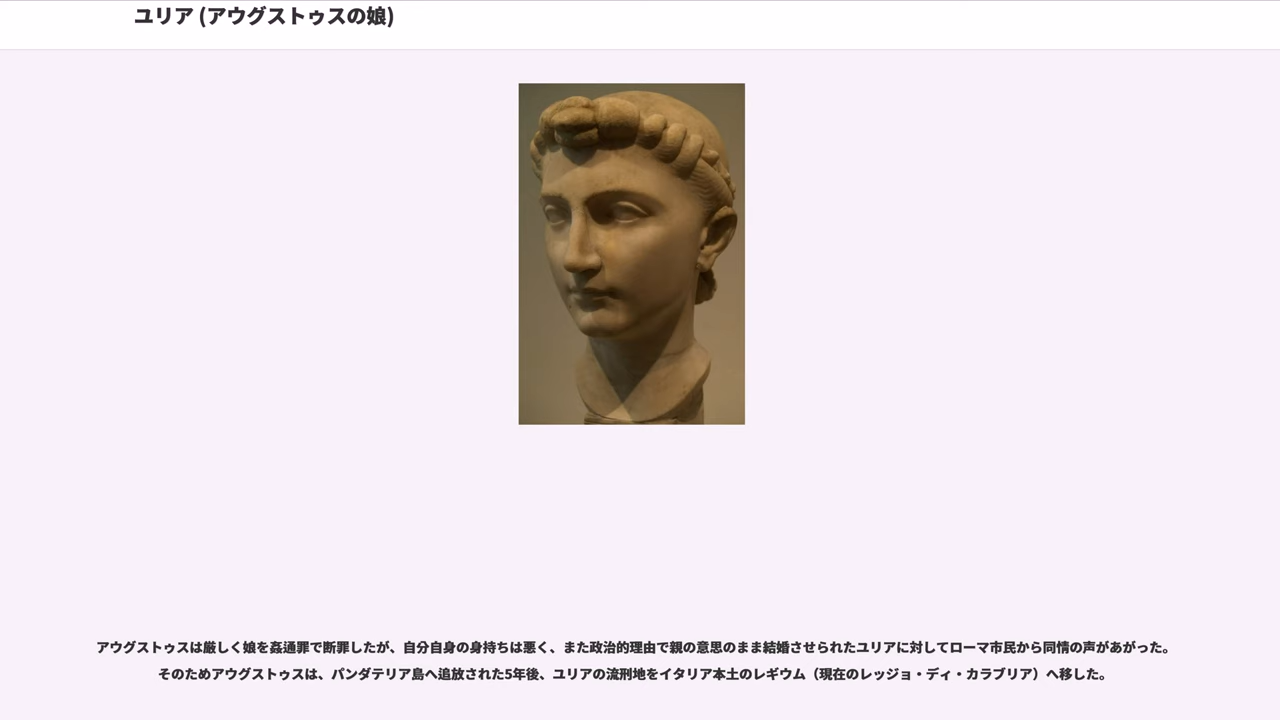 ユリア (アウグストゥスの娘)
アウグストゥスは厳しく娘を姦通罪で断罪したが、自分自身の身持ちは悪く、また政治的理由で親の意思のまま結婚させられたユリアに対してローマ市民から同情の声があがった。
そのためアウグストゥスは、パンダテリア島へ追放された5年後、ユリアの流刑地をイタリア本土のレギウム（現在のレッジョ・ディ・カラブリア）へ移した。